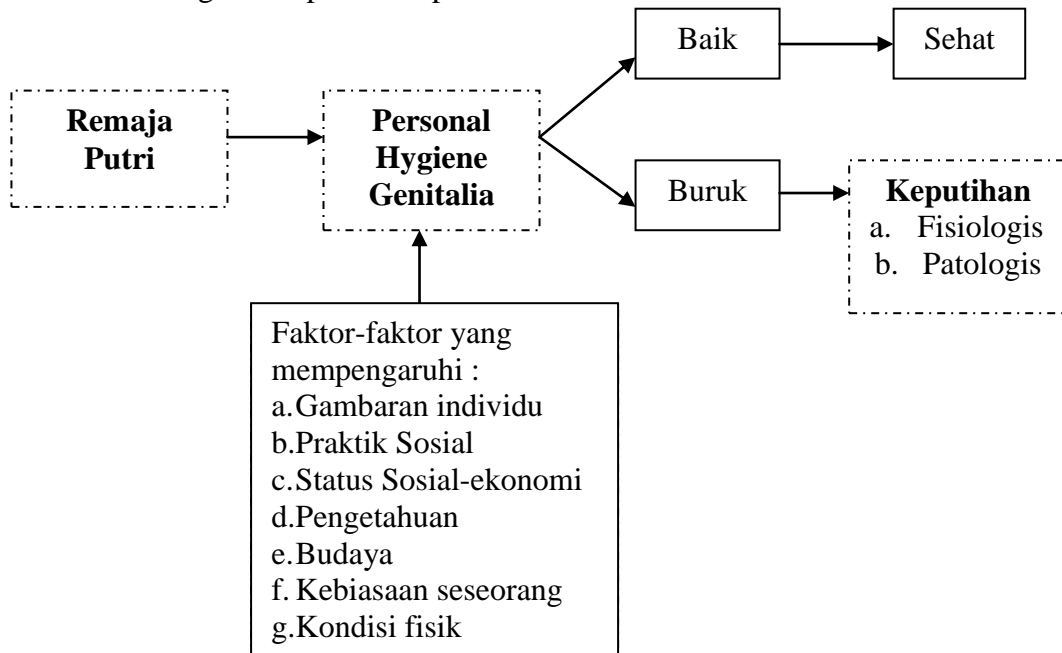 Baik
Sehat
Remaja
Putri
Personal
Hygiene
Genitalia
Buruk
Keputihan
a. Fisiologis
b. Patologis
Faktor-faktor yang
mempengaruhi :
a.Gambaran individu
b.Praktik Sosial
c.Status Sosial-ekonomi
d.Pengetahuan
e.Budaya
f. Kebiasaan seseorang
g.Kondisi fisik